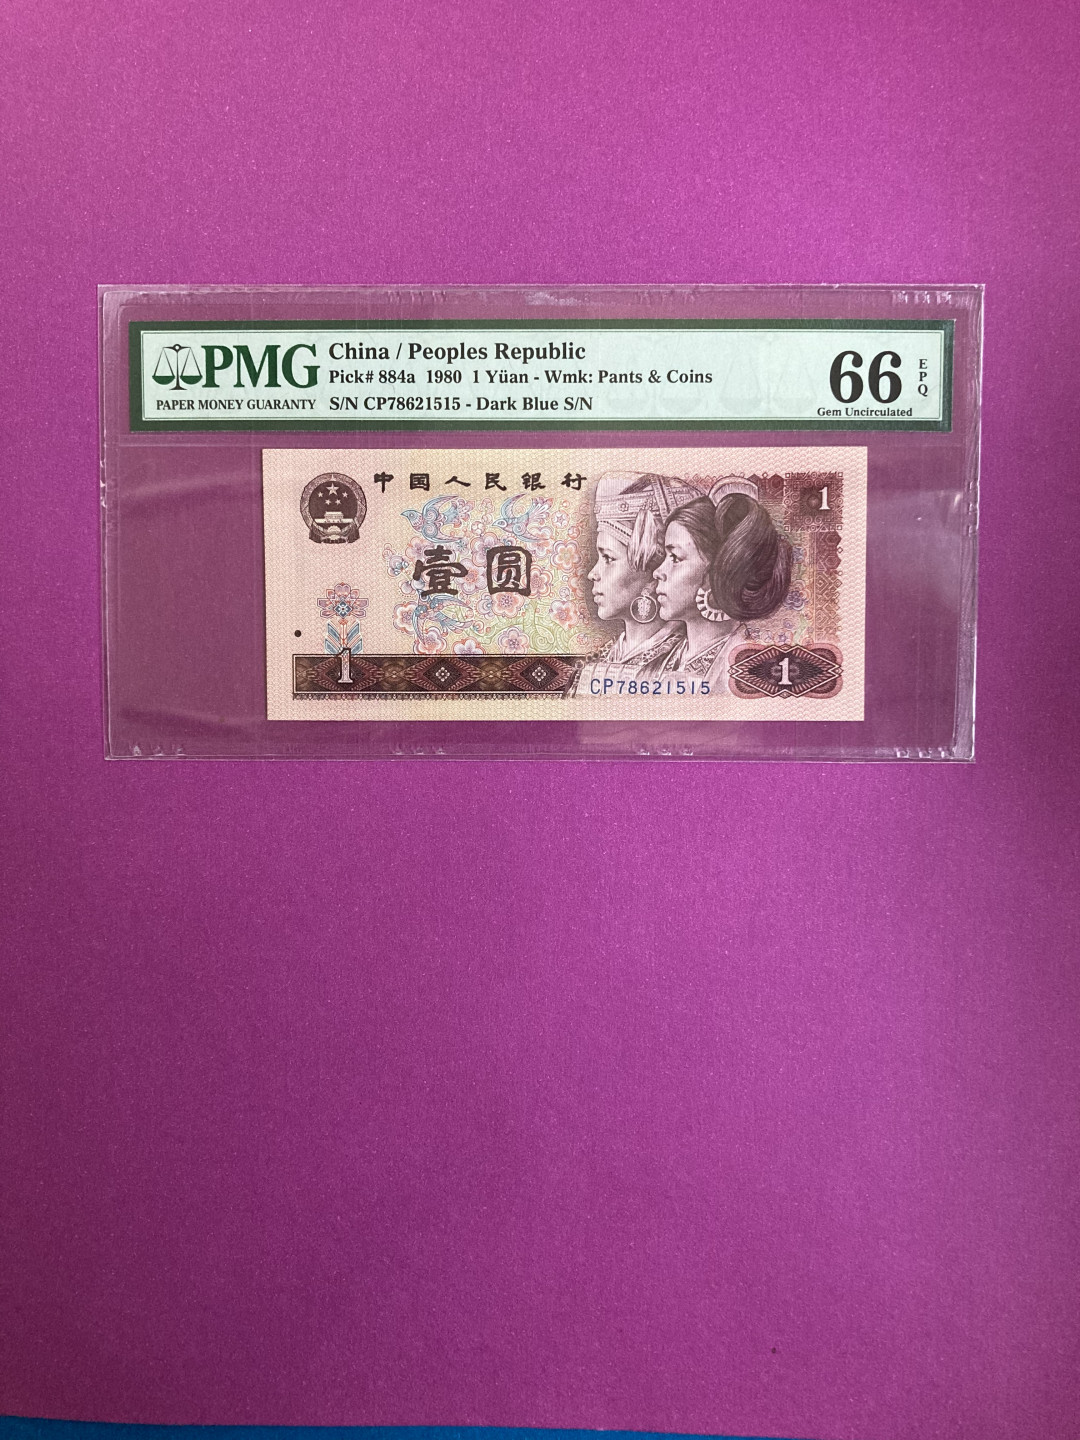 PMG
PAPER MONEY GUARANTY
China / Peoples Republic
Pick# 884a 1980 1 Yüan - Wmk: Pants & Coins
S/N CP78621515 - Dark Blue S/N
66
EPQ
Gem Uncirculated
中国人民银行
1
壹圆
1
1
CP78621515